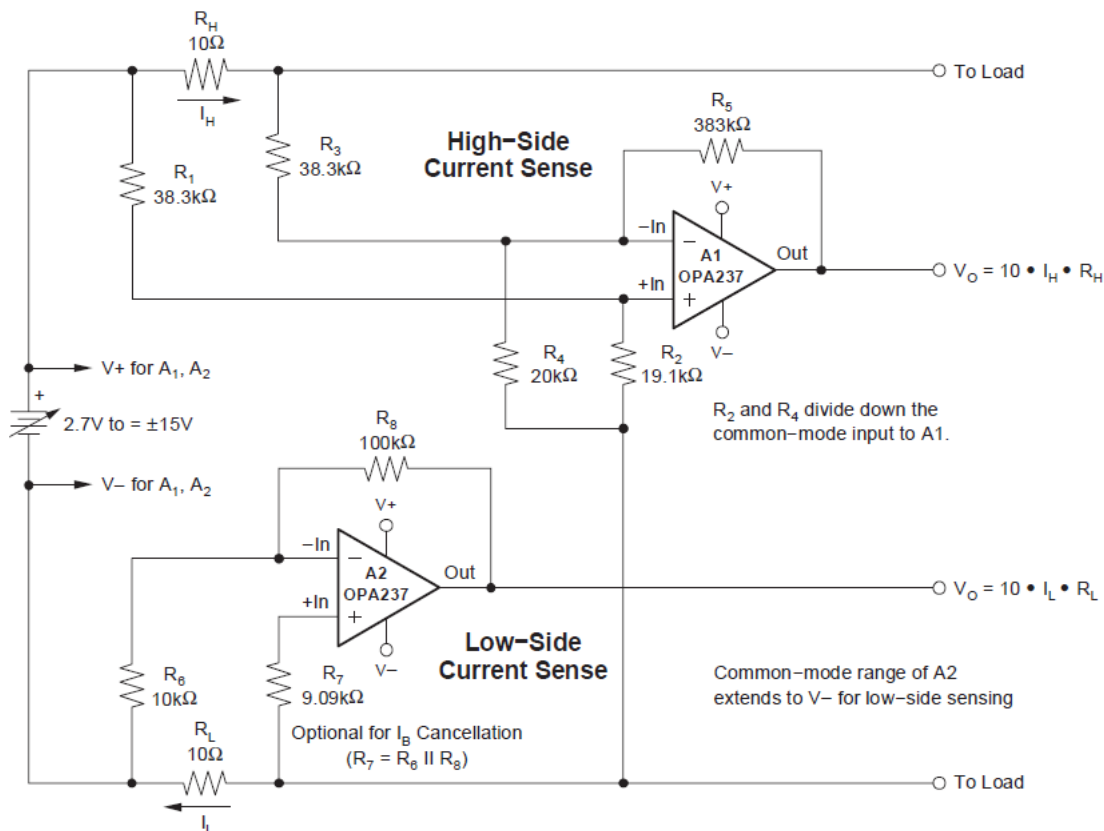 R_H
10Ω
I_H
To Load
R_5
383kΩ
High–Side
Current Sense
R_3
38.3kΩ
R_1
38.3kΩ
V+
–In
–
A1
OPA237
Out
+In
+
V–
V_O = 10 • I_H • R_H
R_4
20kΩ
R_2
19.1kΩ
V+ for A_1, A_2
+
2.7V to = ±15V
V– for A_1, A_2
R_2 and R_4 divide down the
common–mode input to A1.
R_8
100kΩ
V+
–In
–
A2
OPA237
Out
+In
+
V–
V_O = 10 • I_L • R_L
Low–Side
Current Sense
R_6
10kΩ
R_7
9.09kΩ
Optional for I_B Cancellation
(R_7 = R_6 II R_8)
Common–mode range of A2
extends to V– for low–side sensing
R_L
10Ω
I_L
To Load